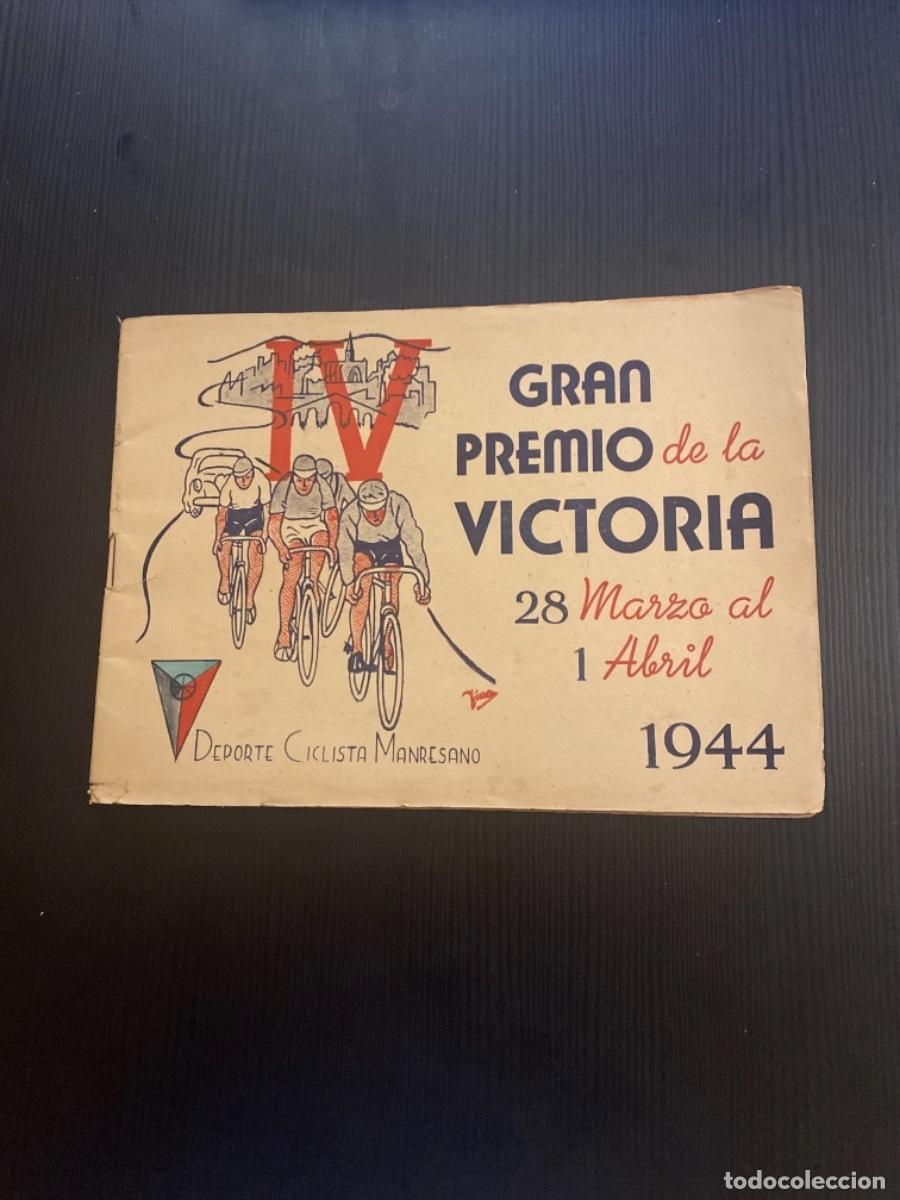 IV
GRAN
PREMIO de la
VICTORIA
28 Marzo al
1 Abril
1944
DEPORTE CICLISTA MANRESANO
todocoleccion